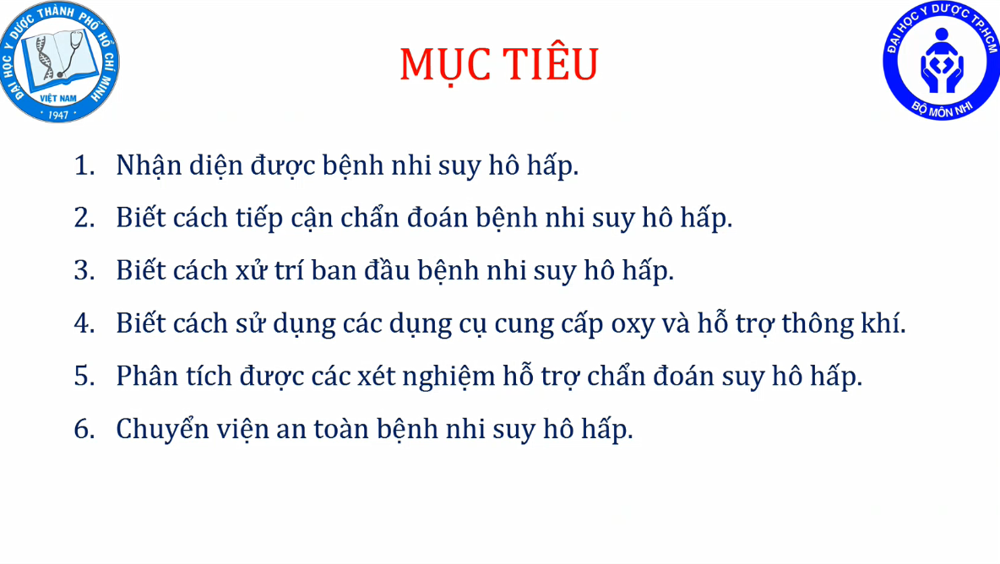 ĐẠI HỌC Y DƯỢC THÀNH PHỐ HỒ CHÍ MINH
VIỆT NAM
1947
ĐẠI HỌC Y DƯỢC TP.HCM
BỘ MÔN NHI
MỤC TIÊU
1. Nhận diện được bệnh nhi suy hô hấp.
2. Biết cách tiếp cận chẩn đoán bệnh nhi suy hô hấp.
3. Biết cách xử trí ban đầu bệnh nhi suy hô hấp.
4. Biết cách sử dụng các dụng cụ cung cấp oxy và hỗ trợ thông khí.
5. Phân tích được các xét nghiệm hỗ trợ chẩn đoán suy hô hấp.
6. Chuyển viện an toàn bệnh nhi suy hô hấp.